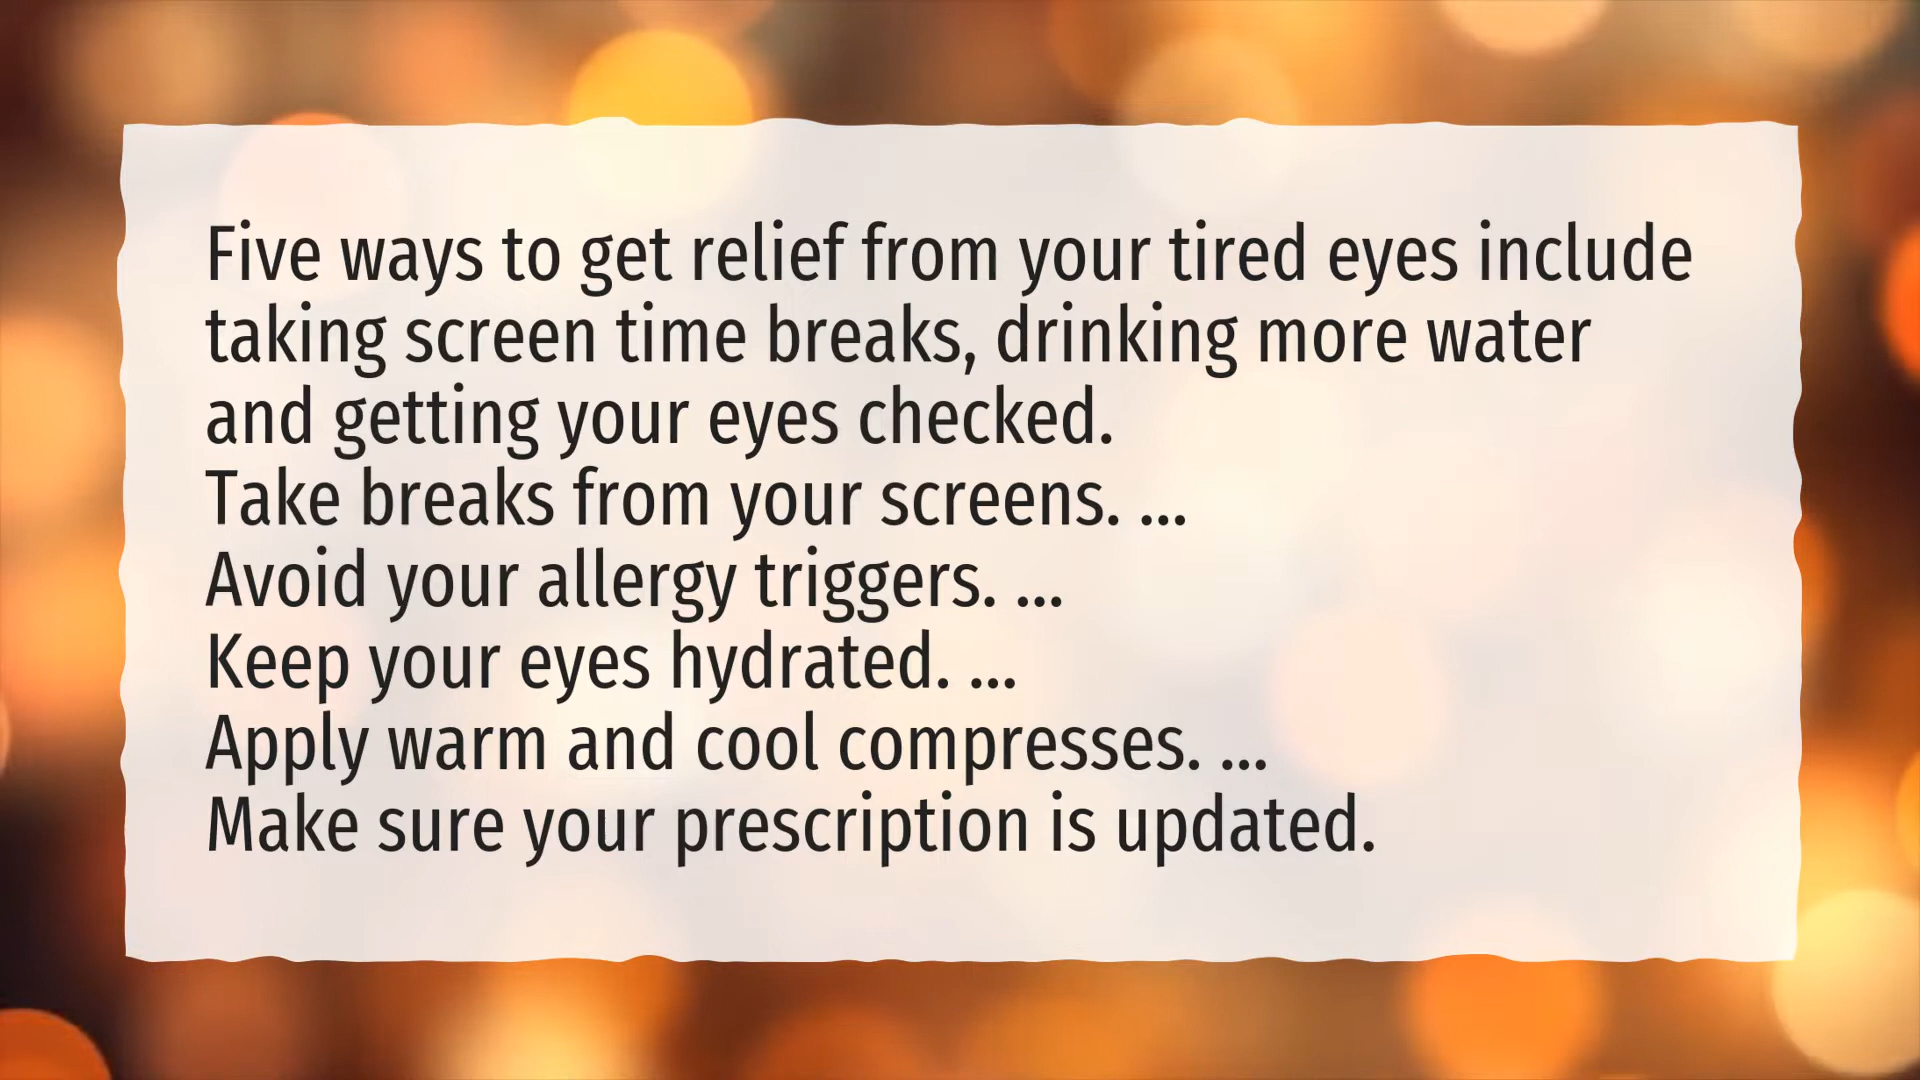 Five ways to get relief from your tired eyes include
taking screen time breaks, drinking more water
and getting your eyes checked.
Take breaks from your screens. ...
Avoid your allergy triggers. ...
Keep your eyes hydrated. ...
Apply warm and cool compresses. ...
Make sure your prescription is updated.